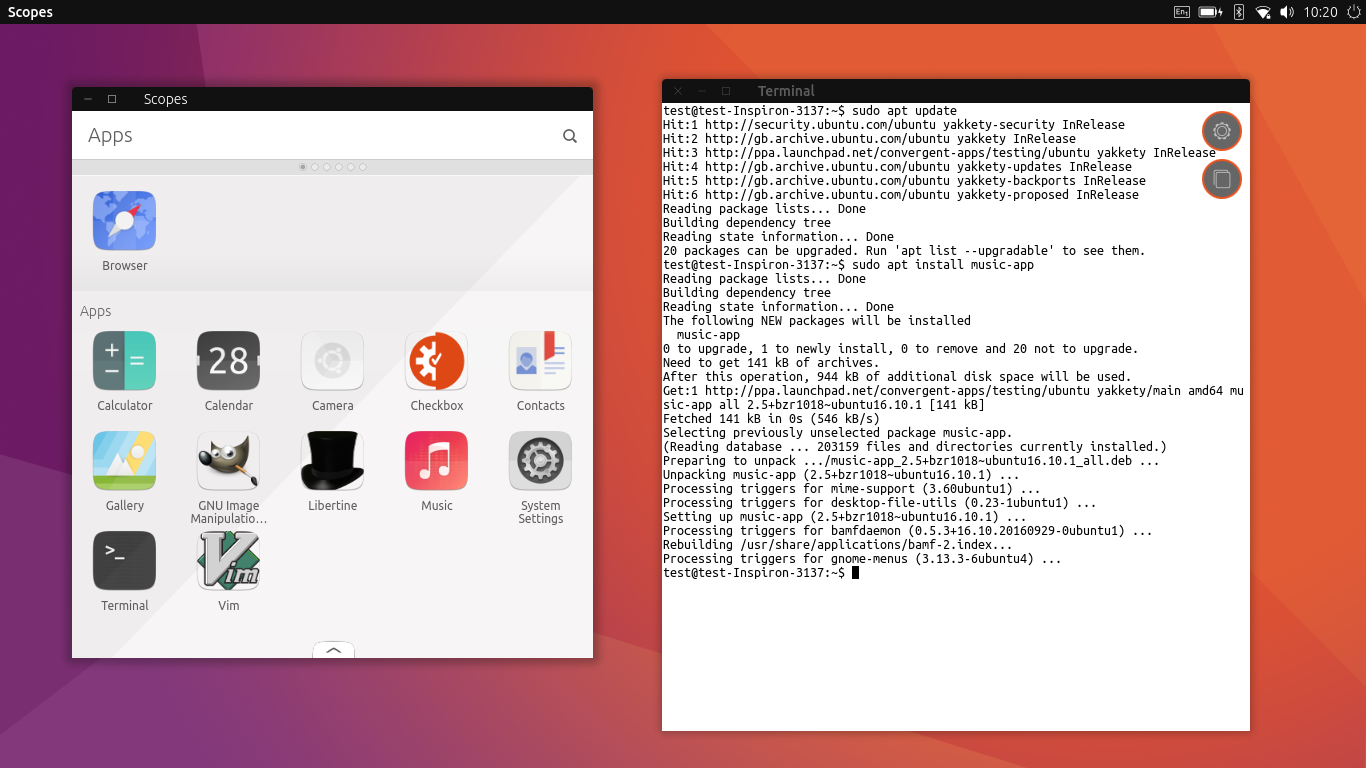 Scopes
En1
10:20
Scopes
Apps
Browser
Apps
28
Calculator
Calendar
Camera
Checkbox
Contacts
Gallery
GNU Image
Manipulatio...
Libertine
Music
System
Settings
>_
Vim
Terminal
Vim
Terminal
test@test-Inspiron-3137:~$ sudo apt update
Hit:1 http://security.ubuntu.com/ubuntu yakkety-security InRelease
Hit:2 http://gb.archive.ubuntu.com/ubuntu yakkety InRelease
Hit:3 http://ppa.launchpad.net/convergent-apps/testing/ubuntu yakkety InRelease
Hit:4 http://gb.archive.ubuntu.com/ubuntu yakkety-updates InRelease
Hit:5 http://gb.archive.ubuntu.com/ubuntu yakkety-backports InRelease
Hit:6 http://gb.archive.ubuntu.com/ubuntu yakkety-proposed InRelease
Reading package lists... Done
Building dependency tree
Reading state information... Done
20 packages can be upgraded. Run 'apt list --upgradable' to see them.
test@test-Inspiron-3137:~$ sudo apt install music-app
Reading package lists... Done
Building dependency tree
Reading state information... Done
The following NEW packages will be installed
music-app
0 to upgrade, 1 to newly install, 0 to remove and 20 not to upgrade.
Need to get 141 kB of archives.
After this operation, 944 kB of additional disk space will be used.
Get:1 http://ppa.launchpad.net/convergent-apps/testing/ubuntu yakkety/main amd64 mu
sic-app all 2.5+bzr1018~ubuntu16.10.1 [141 kB]
Fetched 141 kB in 0s (546 kB/s)
Selecting previously unselected package music-app.
(Reading database ... 203159 files and directories currently installed.)
Preparing to unpack .../music-app_2.5+bzr1018~ubuntu16.10.1_all.deb ...
Unpacking music-app (2.5+bzr1018~ubuntu16.10.1) ...
Processing triggers for mime-support (3.60ubuntu1) ...
Processing triggers for desktop-file-utils (0.23-1ubuntu1) ...
Setting up music-app (2.5+bzr1018~ubuntu16.10.1) ...
Processing triggers for bamfdaemon (0.5.3+16.10.20160929-0ubuntu1) ...
Rebuilding /usr/share/applications/bamf-2.index...
Processing triggers for gnome-menus (3.13.3-6ubuntu4) ...
test@test-Inspiron-3137:~$